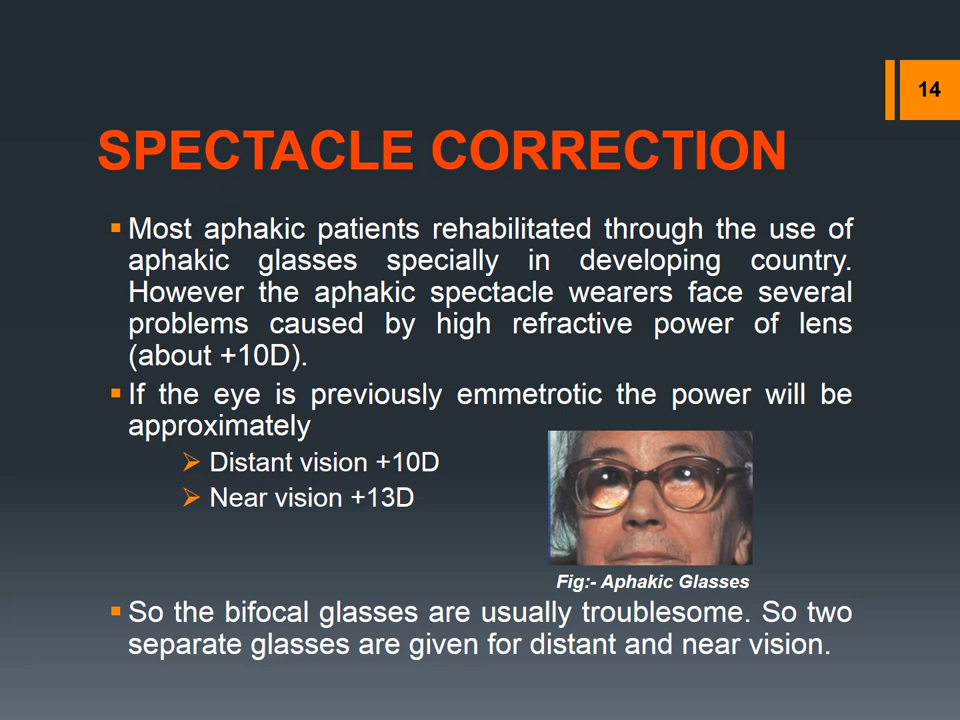 14
SPECTACLE CORRECTION
Most aphakic patients rehabilitated through the use of
aphakic glasses specially in developing country.
However the aphakic spectacle wearers face several
problems caused by high refractive power of lens
(about +10D).
If the eye is previously emmetrotic the power will be
approximately
Distant vision +10D
Near vision +13D
Fig:- Aphakic Glasses
So the bifocal glasses are usually troublesome. So two
separate glasses are given for distant and near vision.